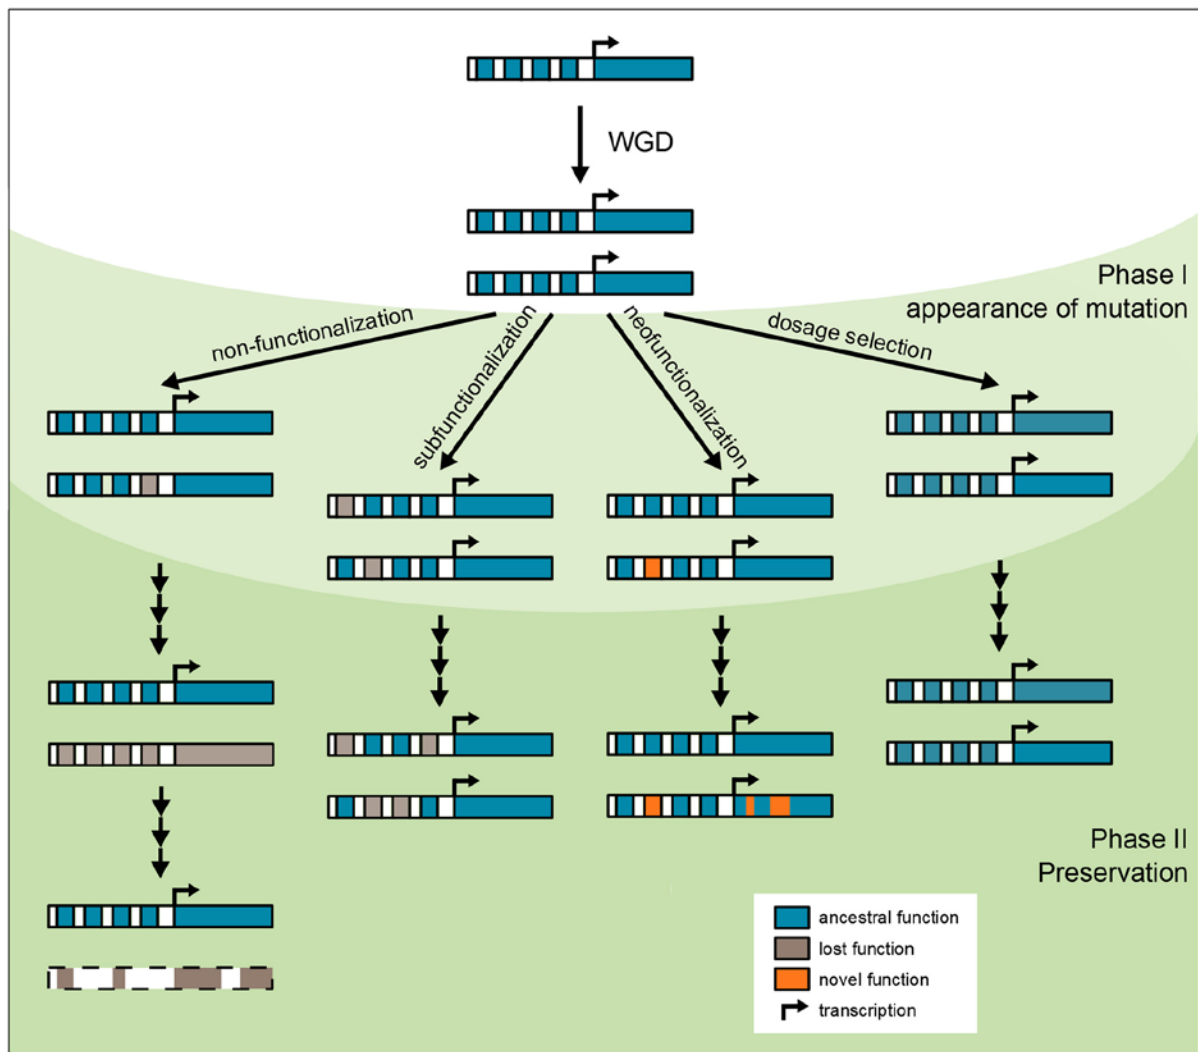 WGD
Phase I
appearance of mutation
non-functionalization
subfunctionalization
neofunctionalization
dosage selection
Phase II
Preservation
ancestral function
lost function
novel function
transcription